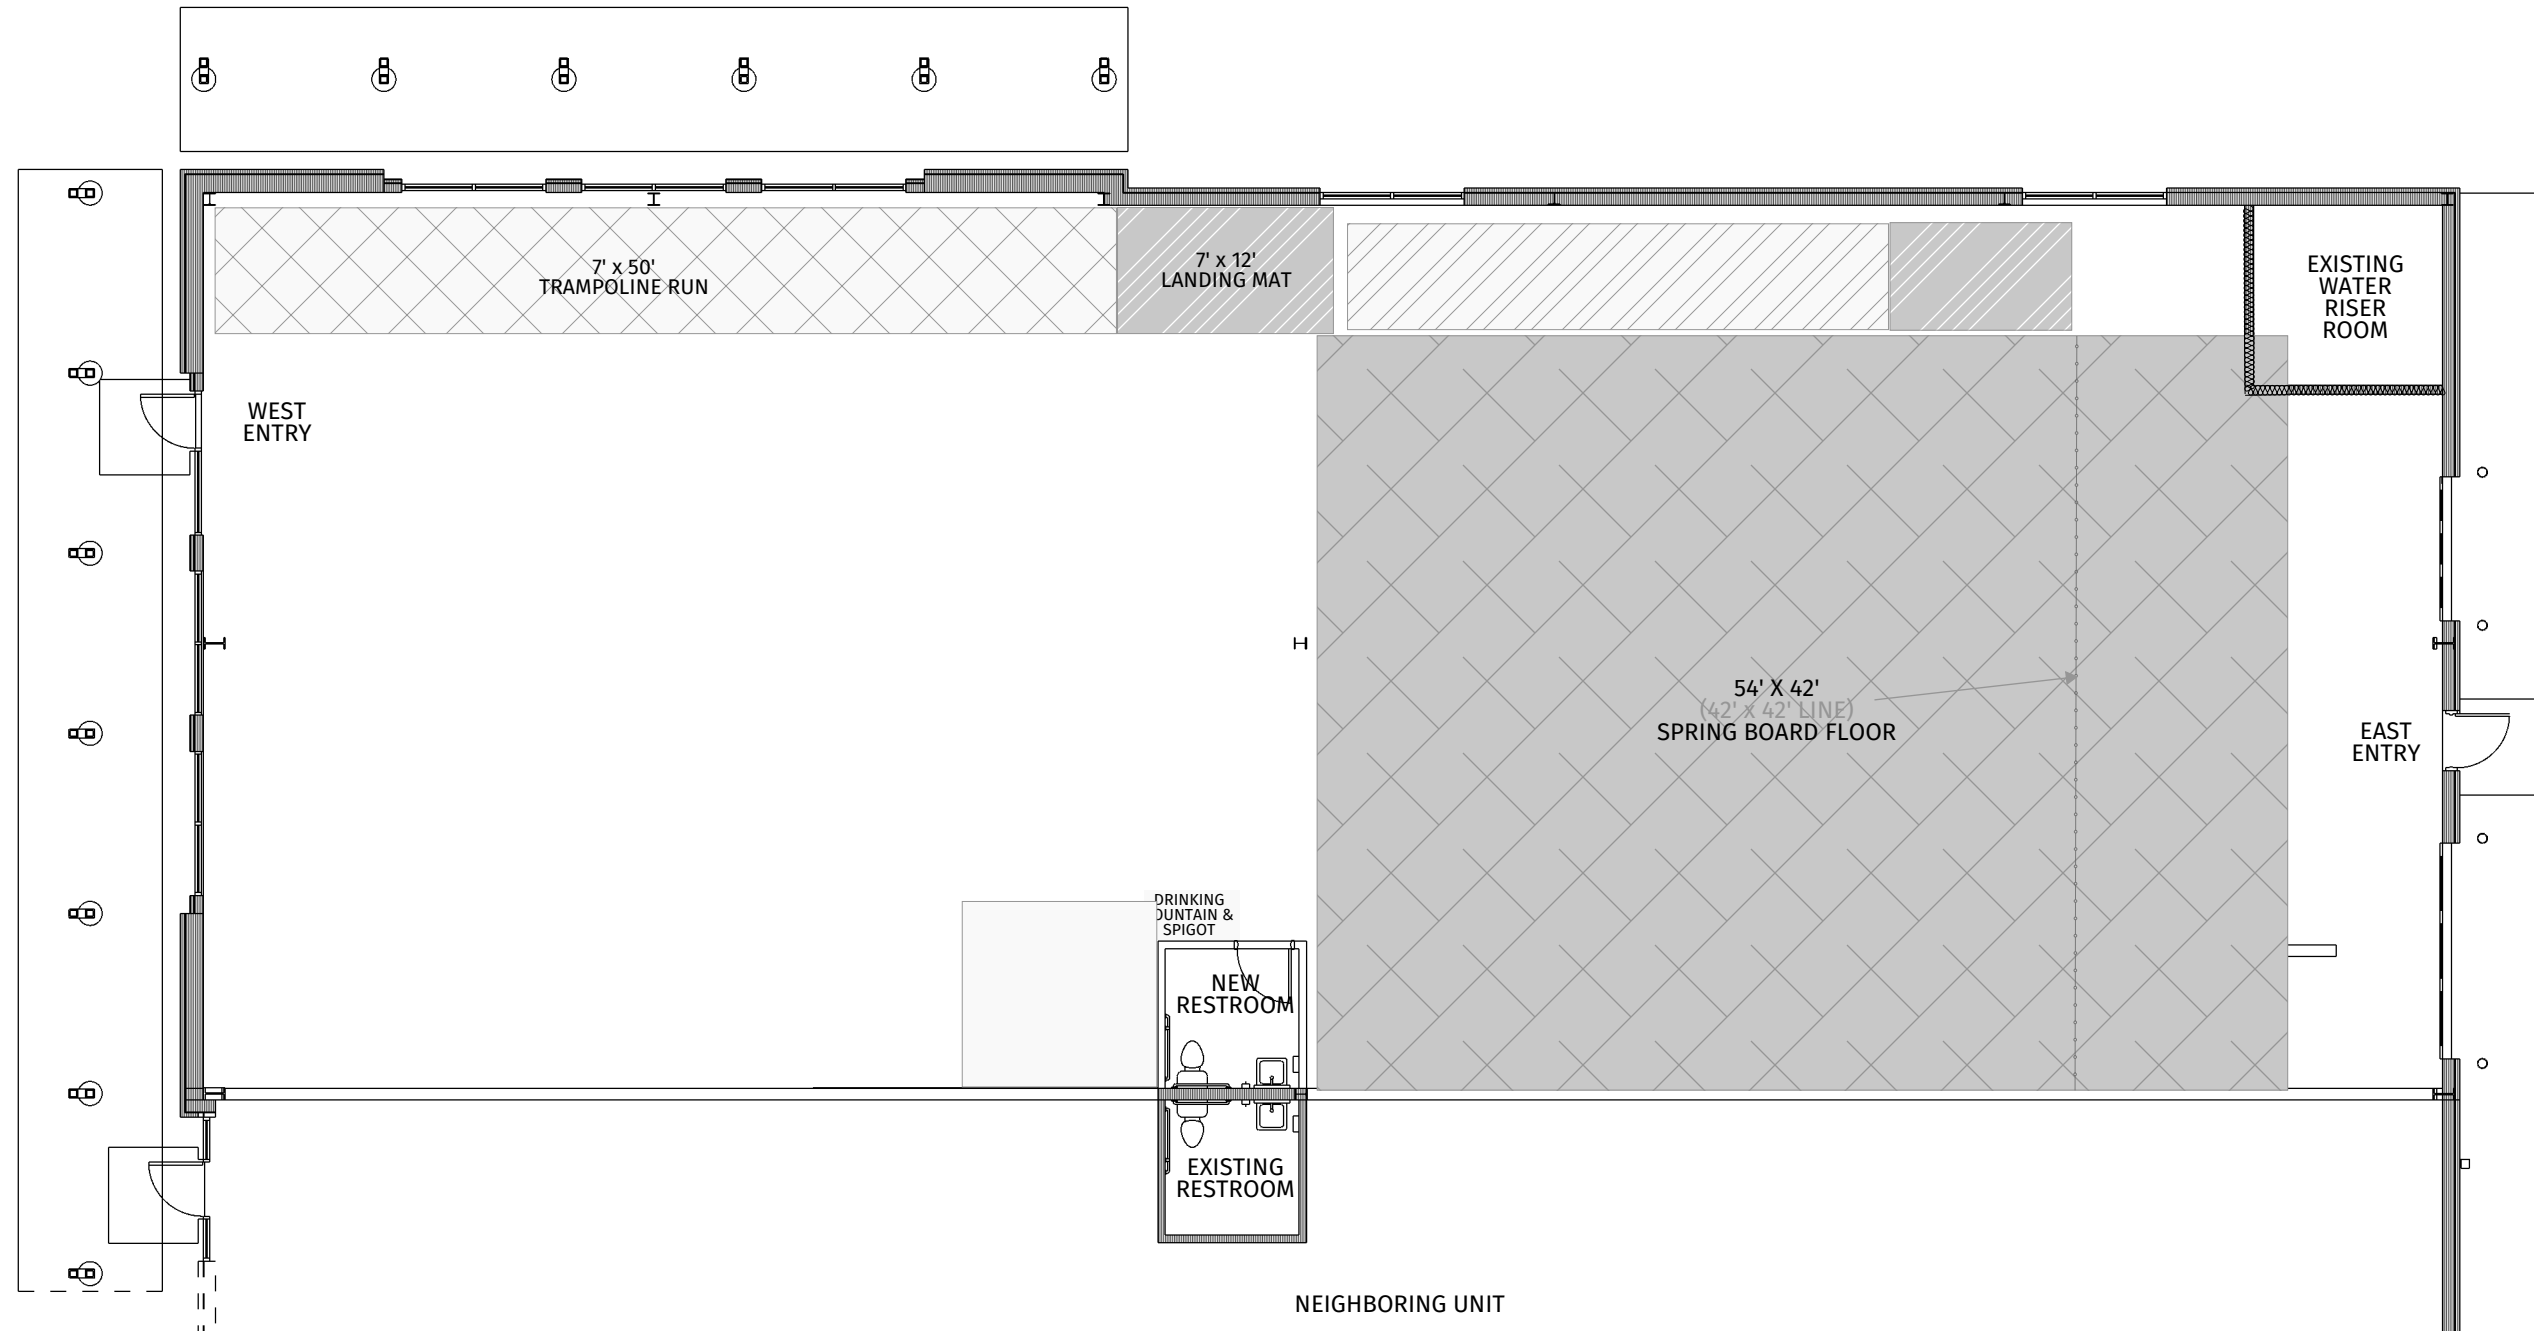 7' x 50'
TRAMPOLINE RUN
7' x 12'
LANDING MAT
EXISTING
WATER
RISER
ROOM
WEST
ENTRY
54' X 42'
(42' x 42' LINE)
SPRING BOARD FLOOR
EAST
ENTRY
DRINKING
OUNTAIN &
SPIGOT
NEW
RESTROOM
EXISTING
RESTROOM
NEIGHBORING UNIT